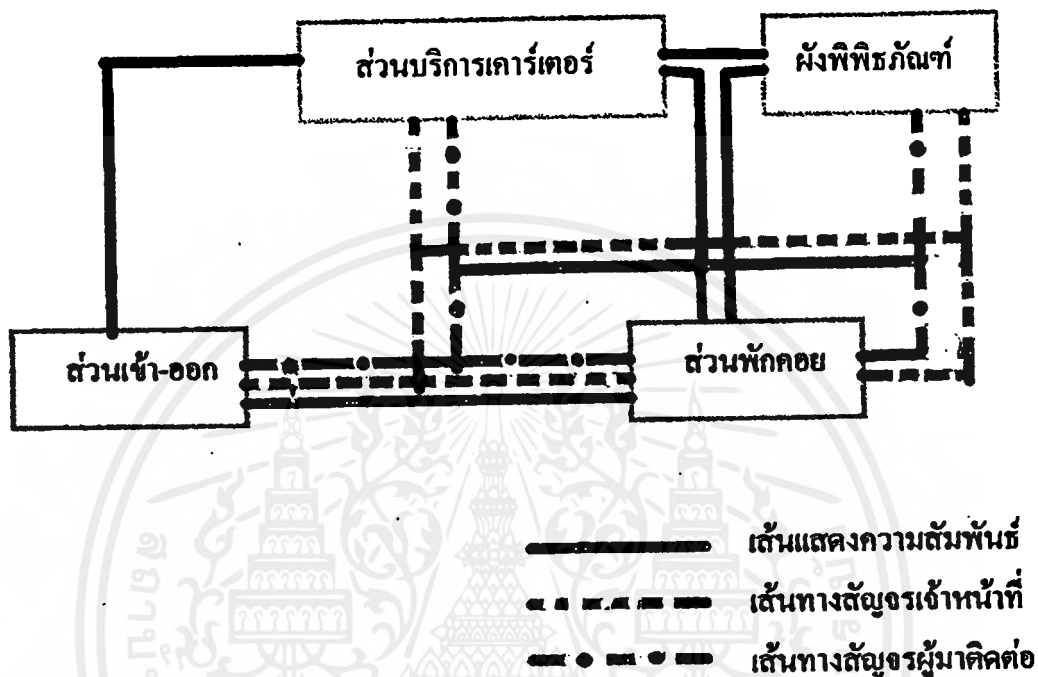 ส่วนบริการเคาร์เตอร์
ผังพิพิธภัณฑ์
ส่วนเข้า-ออก
ส่วนพักคอย
เส้นแสดงความสัมพันธ์
เส้นทางสัญจรเจ้าหน้าที่
เส้นทางสัญจรผู้มาติดต่อ